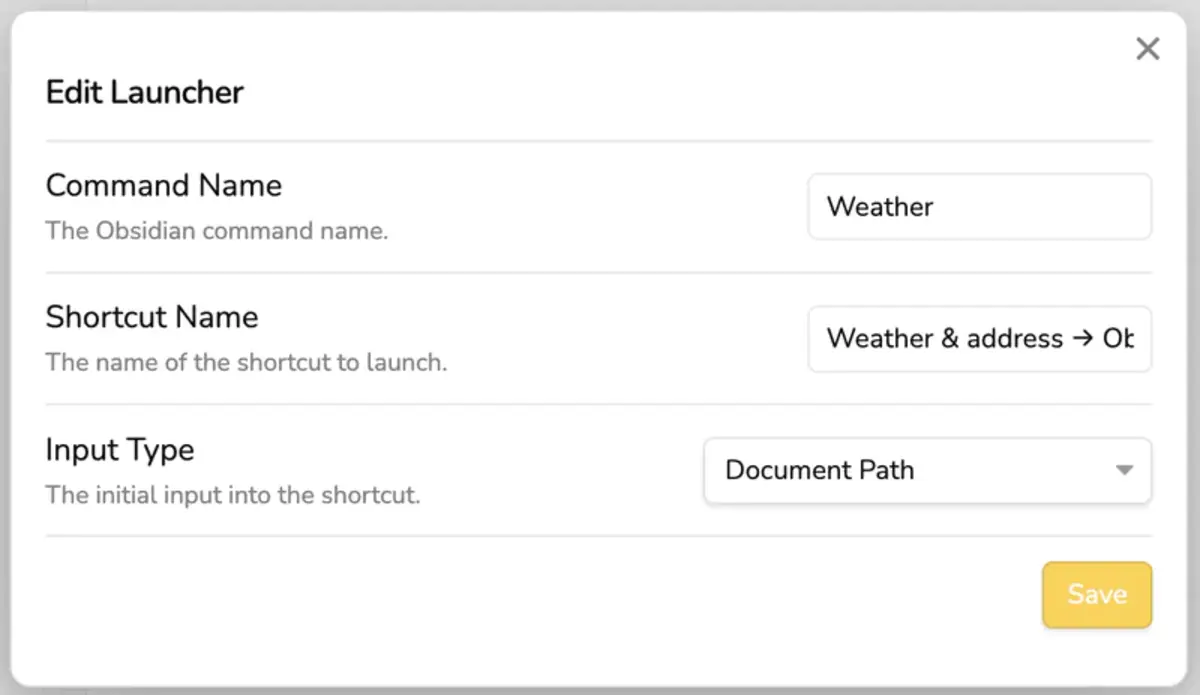 Edit Launcher
Command Name
The Obsidian command name.
Weather
Shortcut Name
The name of the shortcut to launch.
Weather & address → Ob
Input Type
The initial input into the shortcut.
Document Path
Save